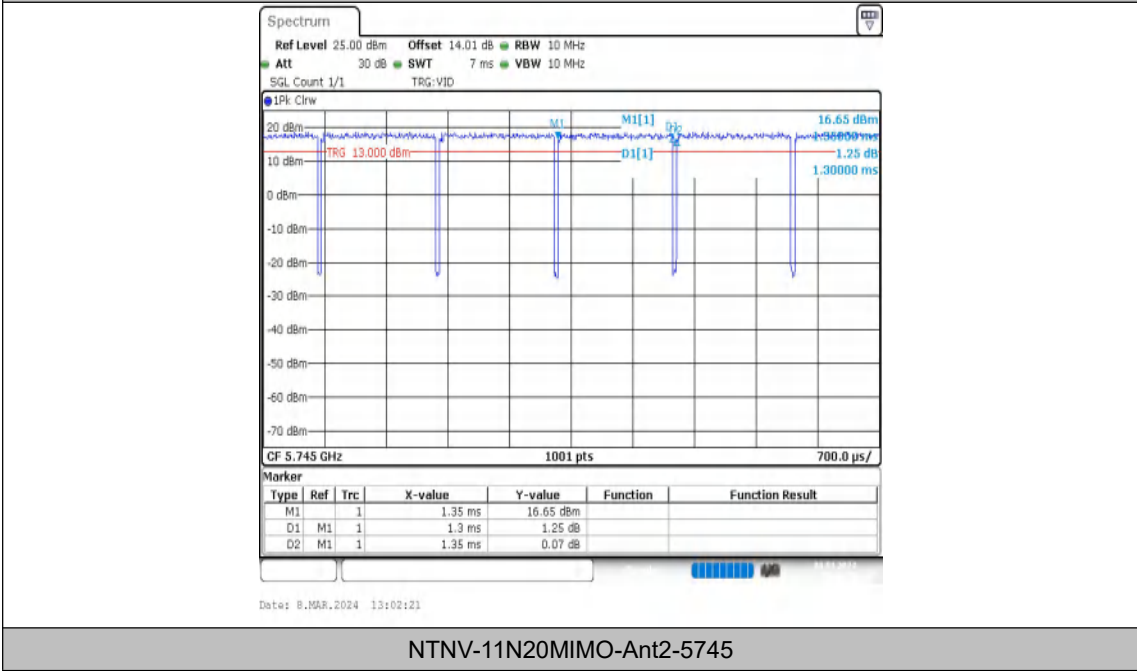 Spectrum
Ref Level 25.00 dBm Offset 14.01 dB RBW 10 MHz
Att 30 dB SWT 7 ms VBW 10 MHz
SGL Count 1/1 TRG:VID
1Pk Clrw
M1[1] 16.65 dBm
D1[1] 1.25 dB
1.30000 ms
M1
TRG 13.000 dBm
20 dBm
10 dBm
0 dBm
-10 dBm
-20 dBm
-30 dBm
-40 dBm
-50 dBm
-60 dBm
-70 dBm
CF 5.745 GHz 1001 pts 700.0 µs/
Marker
Type Ref Trc X-value Y-value Function Function Result
M1 1 1.35 ms 16.65 dBm
D1 M1 1 1.3 ms 1.25 dB
D2 M1 1 1.35 ms 0.07 dB
Date: 8.MAR.2024 13:02:21
NTNV-11N20MIMO-Ant2-5745